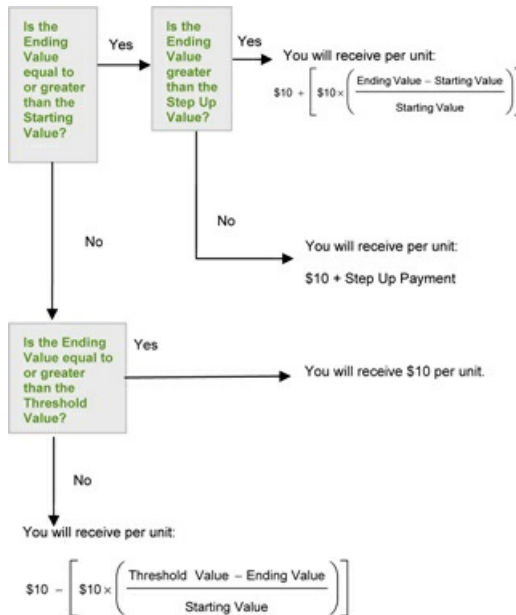 Is the
Ending
Value
equal to
or greater
than the
Starting
Value?
Yes
Is the
Ending
Value
greater
than the
Step Up
Value?
Yes
You will receive per unit:
$10 + [ $10 × ( Ending Value – Starting Value
Starting Value ) ]
No
You will receive per unit:
$10 + Step Up Payment
No
Is the Ending
Value equal to
or greater
than the
Threshold
Value?
Yes
You will receive $10 per unit.
No
You will receive per unit:
$10 – [ $10 × ( Threshold Value – Ending Value
Starting Value ) ]